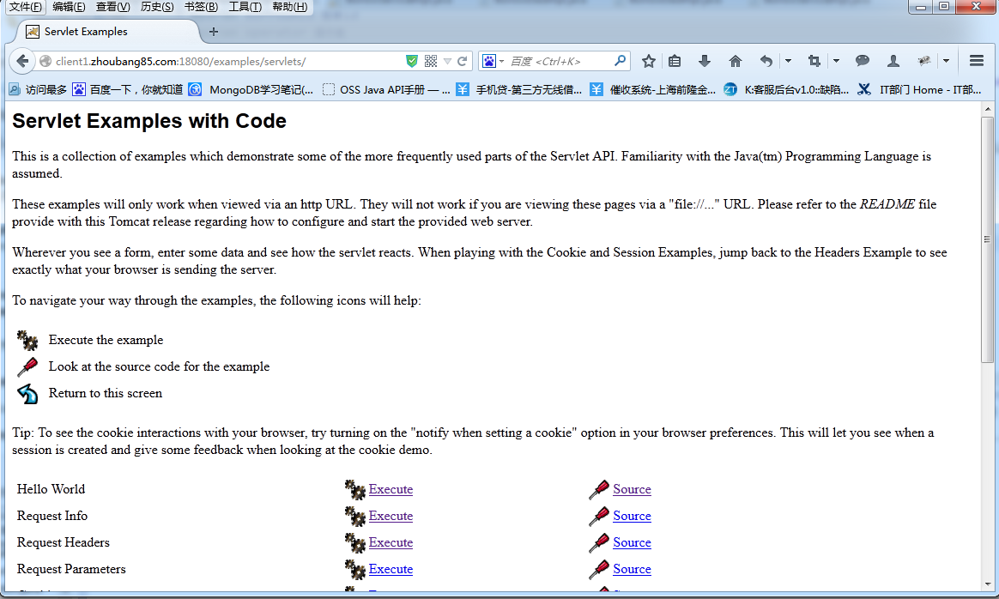 文件(F) 编辑(E) 查看(V) 历史(S) 书签(B) 工具(T) 帮助(H)
Servlet Examples
client1.zhoubang85.com:18080/examples/servlets/
百度 <Ctrl+K>
访问最多 百度一下，你就知道 MongoDB学习笔记(... OSS Java API手册 — ... 手机贷-第三方无线借... 催收系统-上海前隆金... K:客服后台v1.0::缺陷... IT部门 Home - IT部...
Servlet Examples with Code
This is a collection of examples which demonstrate some of the more frequently used parts of the Servlet API. Familiarity with the Java(tm) Programming Language is
assumed.
These examples will only work when viewed via an http URL. They will not work if you are viewing these pages via a "file://..." URL. Please refer to the README file
provide with this Tomcat release regarding how to configure and start the provided web server.
Wherever you see a form, enter some data and see how the servlet reacts. When playing with the Cookie and Session Examples, jump back to the Headers Example to see
exactly what your browser is sending the server.
To navigate your way through the examples, the following icons will help:
Execute the example
Look at the source code for the example
Return to this screen
Tip: To see the cookie interactions with your browser, try turning on the "notify when setting a cookie" option in your browser preferences. This will let you see when a
session is created and give some feedback when looking at the cookie demo.
Hello World Execute Source
Request Info Execute Source
Request Headers Execute Source
Request Parameters Execute Source